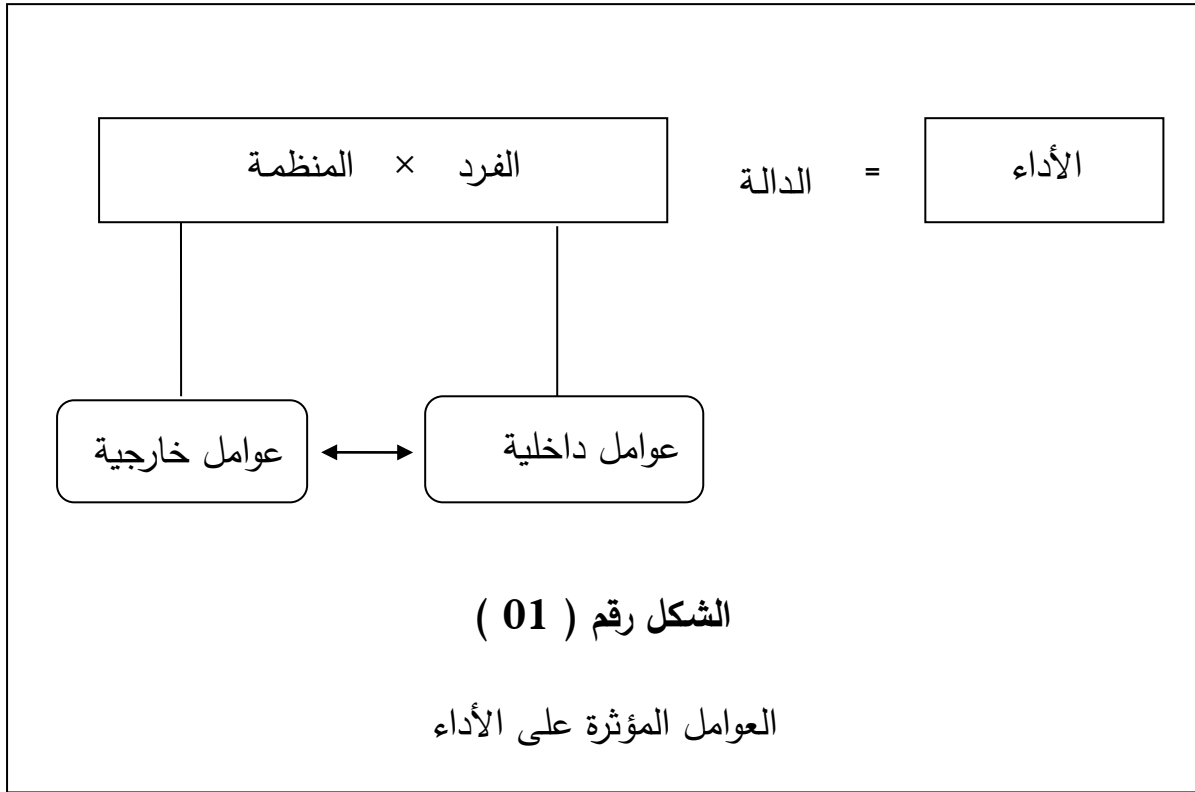 الأداء = الدالة الفرد × المنظمة
عوامل داخلية عوامل خارجية
الشكل رقم ( 01 )
العوامل المؤثرة على الأداء